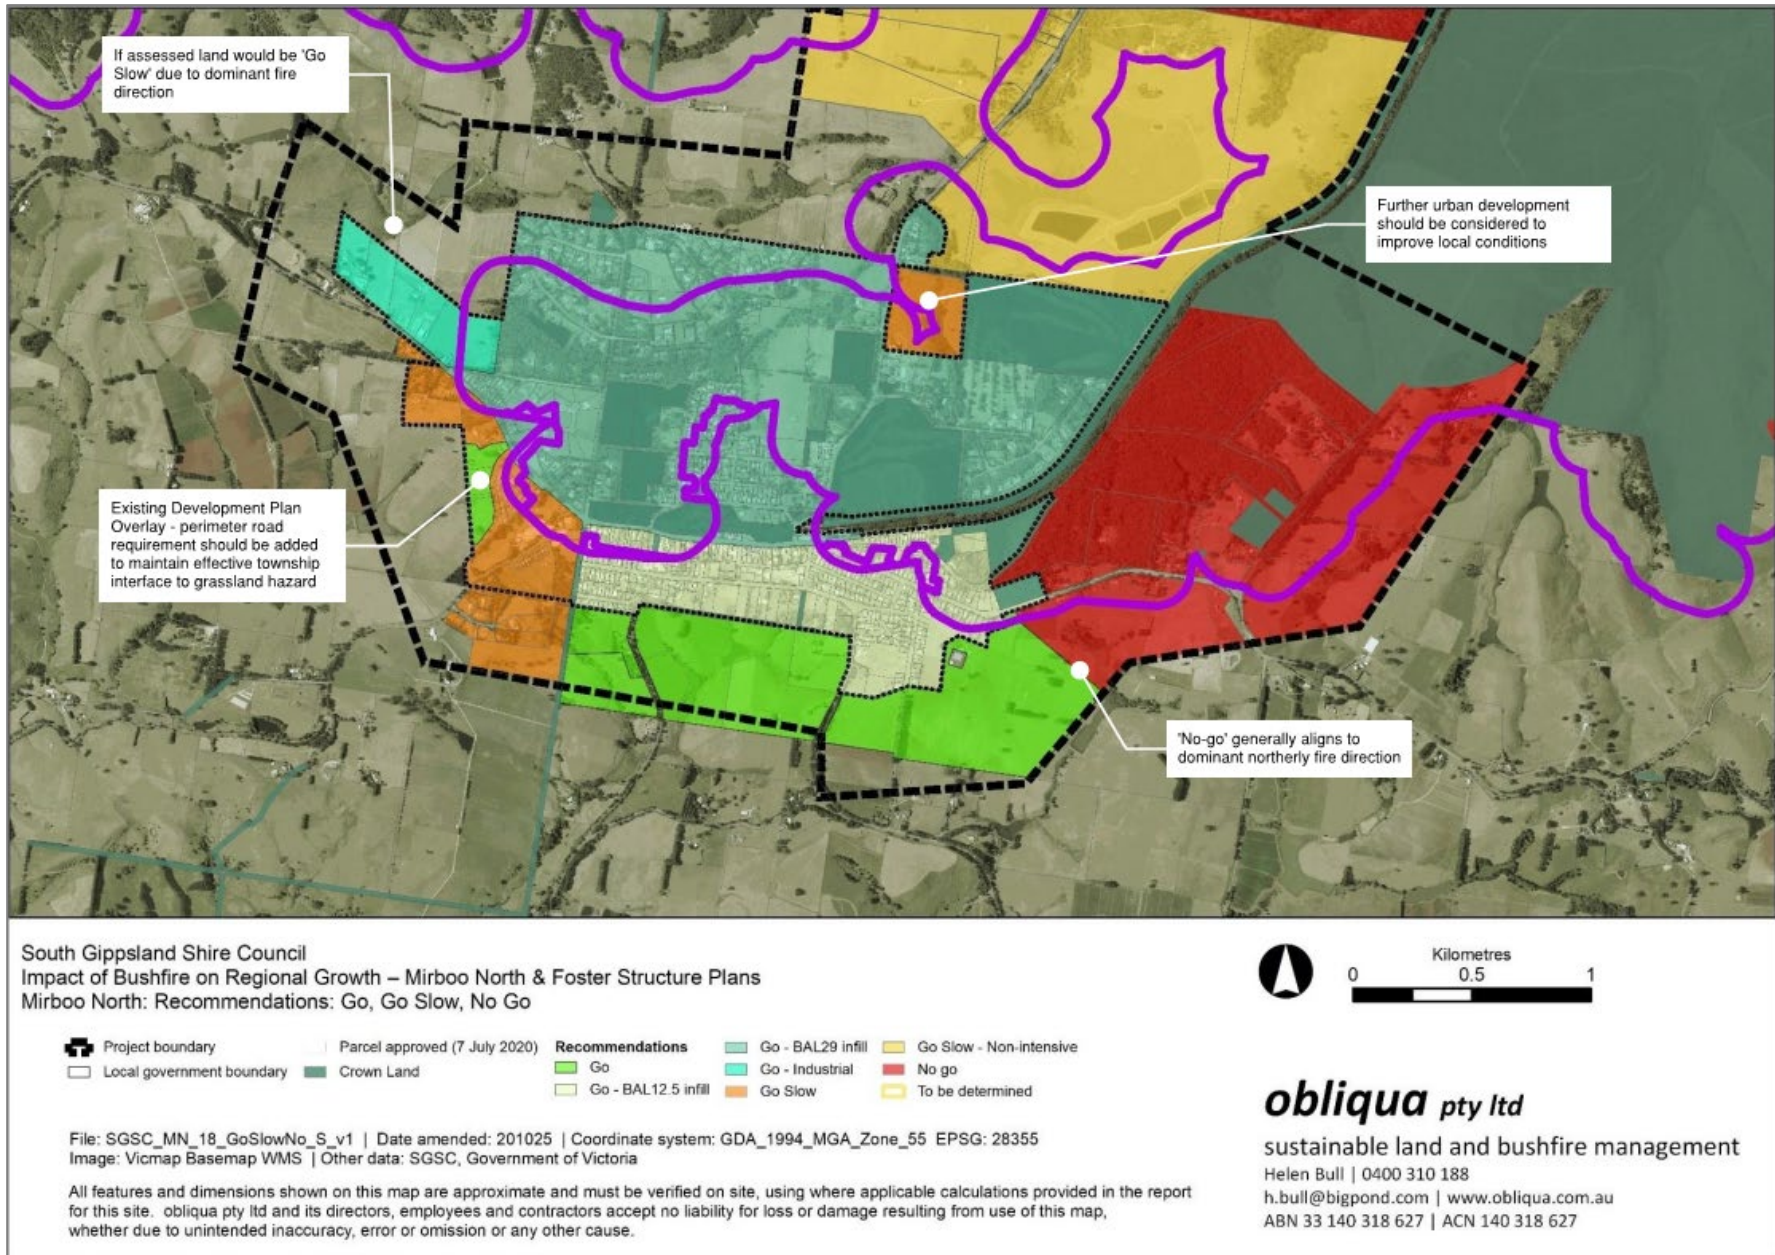 If assessed land would be 'Go
Slow' due to dominant fire
direction
Further urban development
should be considered to
improve local conditions
Existing Development Plan
Overlay - perimeter road
requirement should be added
to maintain effective township
interface to grassland hazard
'No-go' generally aligns to
dominant northerly fire direction
South Gippsland Shire Council
Impact of Bushfire on Regional Growth – Mirboo North & Foster Structure Plans
Mirboo North: Recommendations: Go, Go Slow, No Go
Kilometres
0 0.5 1
Project boundary
Local government boundary
Parcel approved (7 July 2020)
Crown Land
Recommendations
Go
Go - BAL12.5 infill
Go - BAL29 infill
Go - Industrial
Go Slow
Go Slow - Non-intensive
No go
To be determined
File: SGSC_MN_18_GoSlowNo_S_v1 | Date amended: 201025 | Coordinate system: GDA_1994_MGA_Zone_55 EPSG: 28355
Image: Vicmap Basemap WMS | Other data: SGSC, Government of Victoria
All features and dimensions shown on this map are approximate and must be verified on site, using where applicable calculations provided in the report
for this site. obliqua pty ltd and its directors, employees and contractors accept no liability for loss or damage resulting from use of this map,
whether due to unintended inaccuracy, error or omission or any other cause.
obliqua pty ltd
sustainable land and bushfire management
Helen Bull | 0400 310 188
h.bull@bigpond.com | www.obliqua.com.au
ABN 33 140 318 627 | ACN 140 318 627